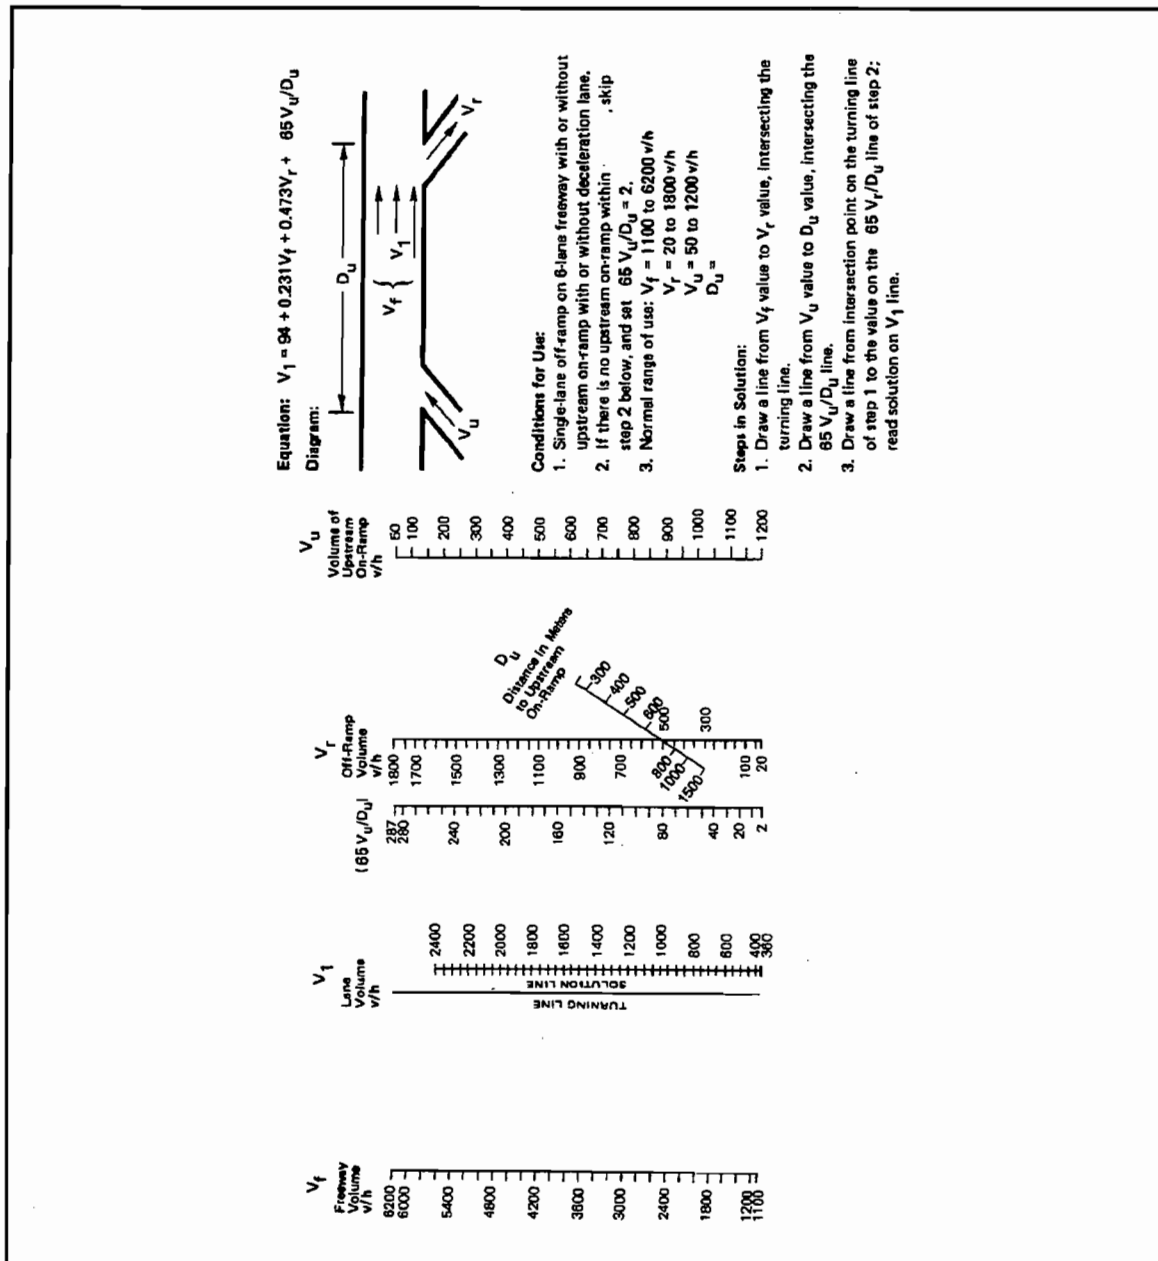 Equation: V1 = 94 + 0.231Vf + 0.473Vr + 65 Vu/Du
Diagram:
Du
Vf { V1
Vu
Vr
Conditions for Use:
1. Single-lane off-ramp on 6-lane freeway with or without
upstream on-ramp with or without deceleration lane.
2. If there is no upstream on-ramp within , skip
step 2 below, and set 65 Vu/Du = 2.
3. Normal range of use: Vf = 1100 to 6200 v/h
Vr = 20 to 1800 v/h
Vu = 50 to 1200 v/h
Du =
Steps in Solution:
1. Draw a line from Vf value to Vr value, intersecting the
turning line.
2. Draw a line from Vu value to Du value, intersecting the
65 Vu/Du line.
3. Draw a line from intersection point on the turning line
of step 1 to the value on the 65 Vr/Du line of step 2;
read solution on V1 line.
Vf
Freeway
Volume
v/h
6200
6000
5400
4800
4200
3600
3000
2400
1800
1200
1100
V1
Lane
Volume
v/h
TURNING LINE
SOLUTION LINE
2400
2200
2000
1800
1600
1400
1200
1000
800
600
400
360
(65 Vu/Du)
287
280
240
200
160
120
80
40
20
2
Vr
Off-Ramp
Volume
v/h
1800
1700
1500
1300
1100
900
700
500
300
100
20
Du
Distance in Meters
to Upstream
On-Ramp
300
400
500
600
800
1000
1500
Vu
Volume of
Upstream
On-Ramp
v/h
50
100
200
300
400
500
600
700
800
900
1000
1100
1200